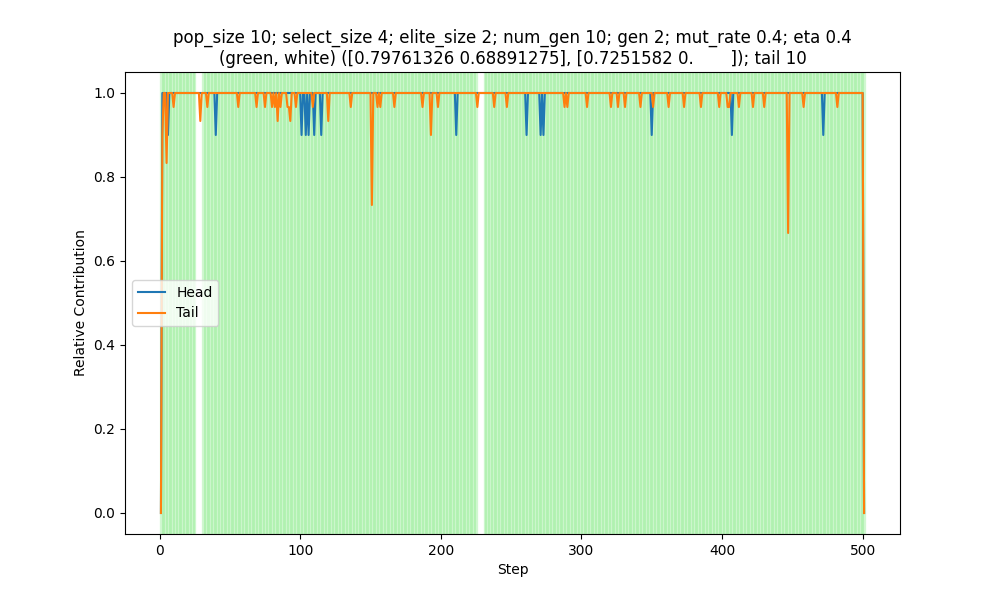 pop_size 10; select_size 4; elite_size 2; num_gen 10; gen 2; mut_rate 0.4; eta 0.4
(green, white) ([0.79761326 0.68891275], [0.7251582 0.        ]); tail 10
1.0
0.8
0.6
0.4
0.2
0.0
Relative Contribution
Head
Tail
0
100
200
300
400
500
Step